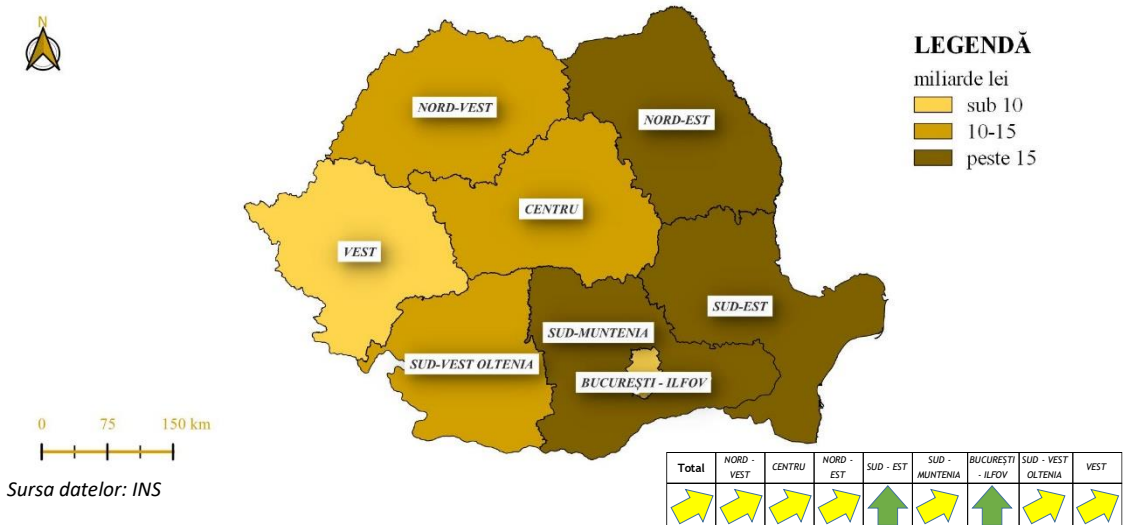 N
LEGENDĂ
miliarde lei
sub 10
10-15
peste 15
NORD-VEST
NORD-EST
CENTRU
VEST
SUD-EST
SUD-MUNTENIA
SUD-VEST OLTENIA
BUCUREȘTI - ILFOV
0 75 150 km
Sursa datelor: INS
Total
NORD -
VEST
CENTRU
NORD -
EST
SUD - EST
SUD -
MUNTENIA
BUCUREȘTI
- ILFOV
SUD - VEST
OLTENIA
VEST